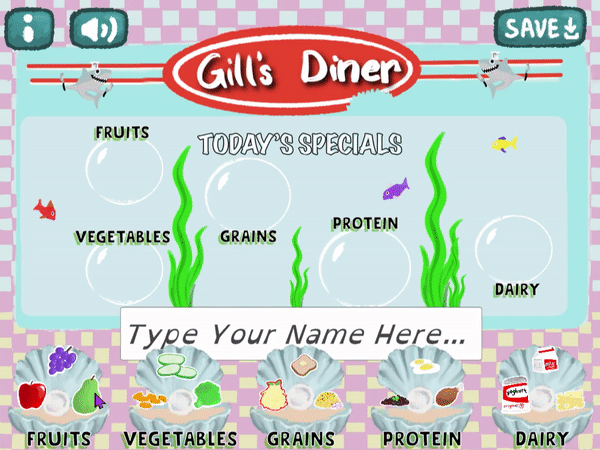 SAVE
Gill's Diner
TODAY'S SPECIALS
FRUITS
VEGETABLES
GRAINS
PROTEIN
DAIRY
Type Your Name Here...
FRUITS
VEGETABLES
GRAINS
PROTEIN
DAIRY